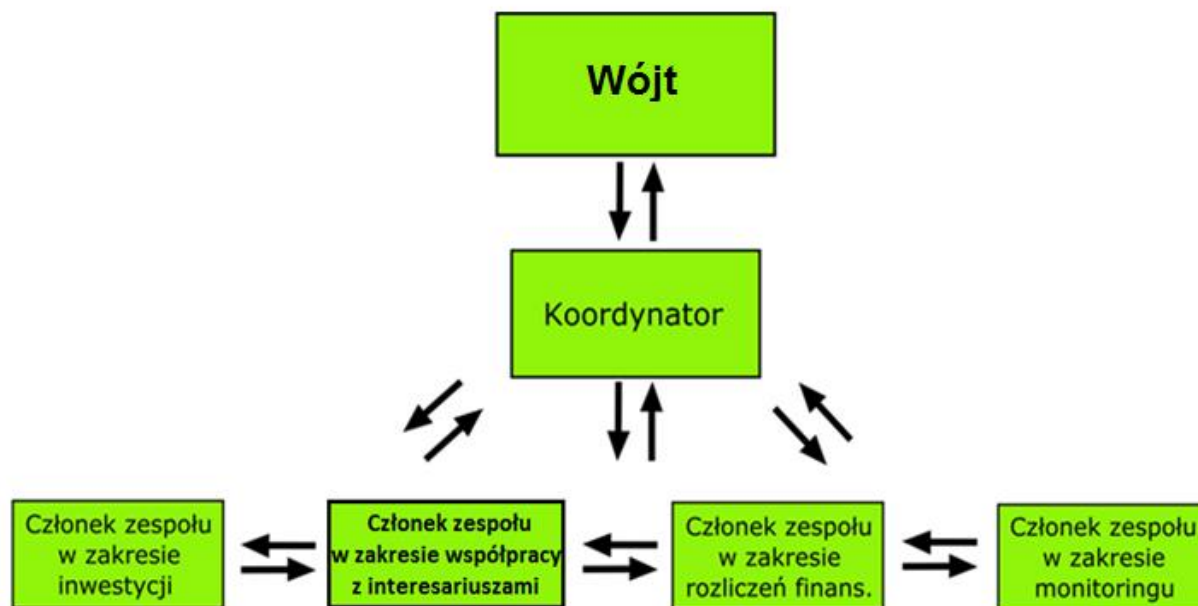 Wójt
Koordynator
Członek zespołu
w zakresie
inwestycji
Członek zespołu
w zakresie współpracy
z interesariuszami
Członek zespołu
w zakresie
rozliczeń finans.
Członek zespołu
w zakresie
monitoringu